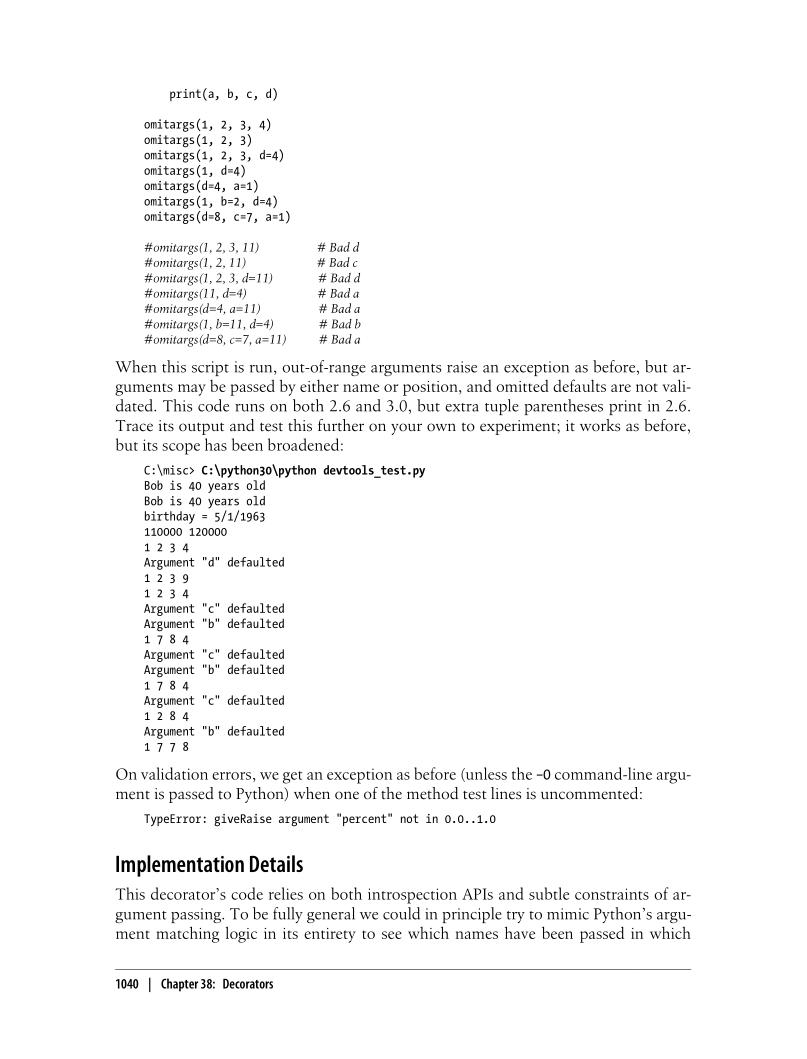 print(a, b, c, d)
omitargs(1, 2, 3, 4)
omitargs(1, 2, 3)
omitargs(1, 2, 3, d=4)
omitargs(1, d=4)
omitargs(d=4, a=1)
omitargs(1, b=2, d=4)
omitargs(d=8, c=7, a=1)
#omitargs(1, 2, 3, 11) # Bad d
#omitargs(1, 2, 11) # Bad c
#omitargs(1, 2, 3, d=11) # Bad d
#omitargs(11, d=4) # Bad a
#omitargs(d=4, a=11) # Bad a
#omitargs(1, b=11, d=4) # Bad b
#omitargs(d=8, c=7, a=11) # Bad a
When this script is run, out-of-range arguments raise an exception as before, but ar-
guments may be passed by either name or position, and omitted defaults are not vali-
dated. This code runs on both 2.6 and 3.0, but extra tuple parentheses print in 2.6.
Trace its output and test this further on your own to experiment; it works as before,
but its scope has been broadened:
C:\misc> C:\python30\python devtools_test.py
Bob is 40 years old
Bob is 40 years old
birthday = 5/1/1963
110000 120000
1 2 3 4
Argument "d" defaulted
1 2 3 9
1 2 3 4
Argument "c" defaulted
Argument "b" defaulted
1 7 8 4
Argument "c" defaulted
Argument "b" defaulted
1 7 8 4
Argument "c" defaulted
1 2 8 4
Argument "b" defaulted
1 7 7 8
On validation errors, we get an exception as before (unless the -O command-line argu-
ment is passed to Python) when one of the method test lines is uncommented:
TypeError: giveRaise argument "percent" not in 0.0..1.0
Implementation Details
This decorator's code relies on both introspection APIs and subtle constraints of ar-
gument passing. To be fully general we could in principle try to mimic Python's argu-
ment matching logic in its entirety to see which names have been passed in which
1040 | Chapter 38: Decorators